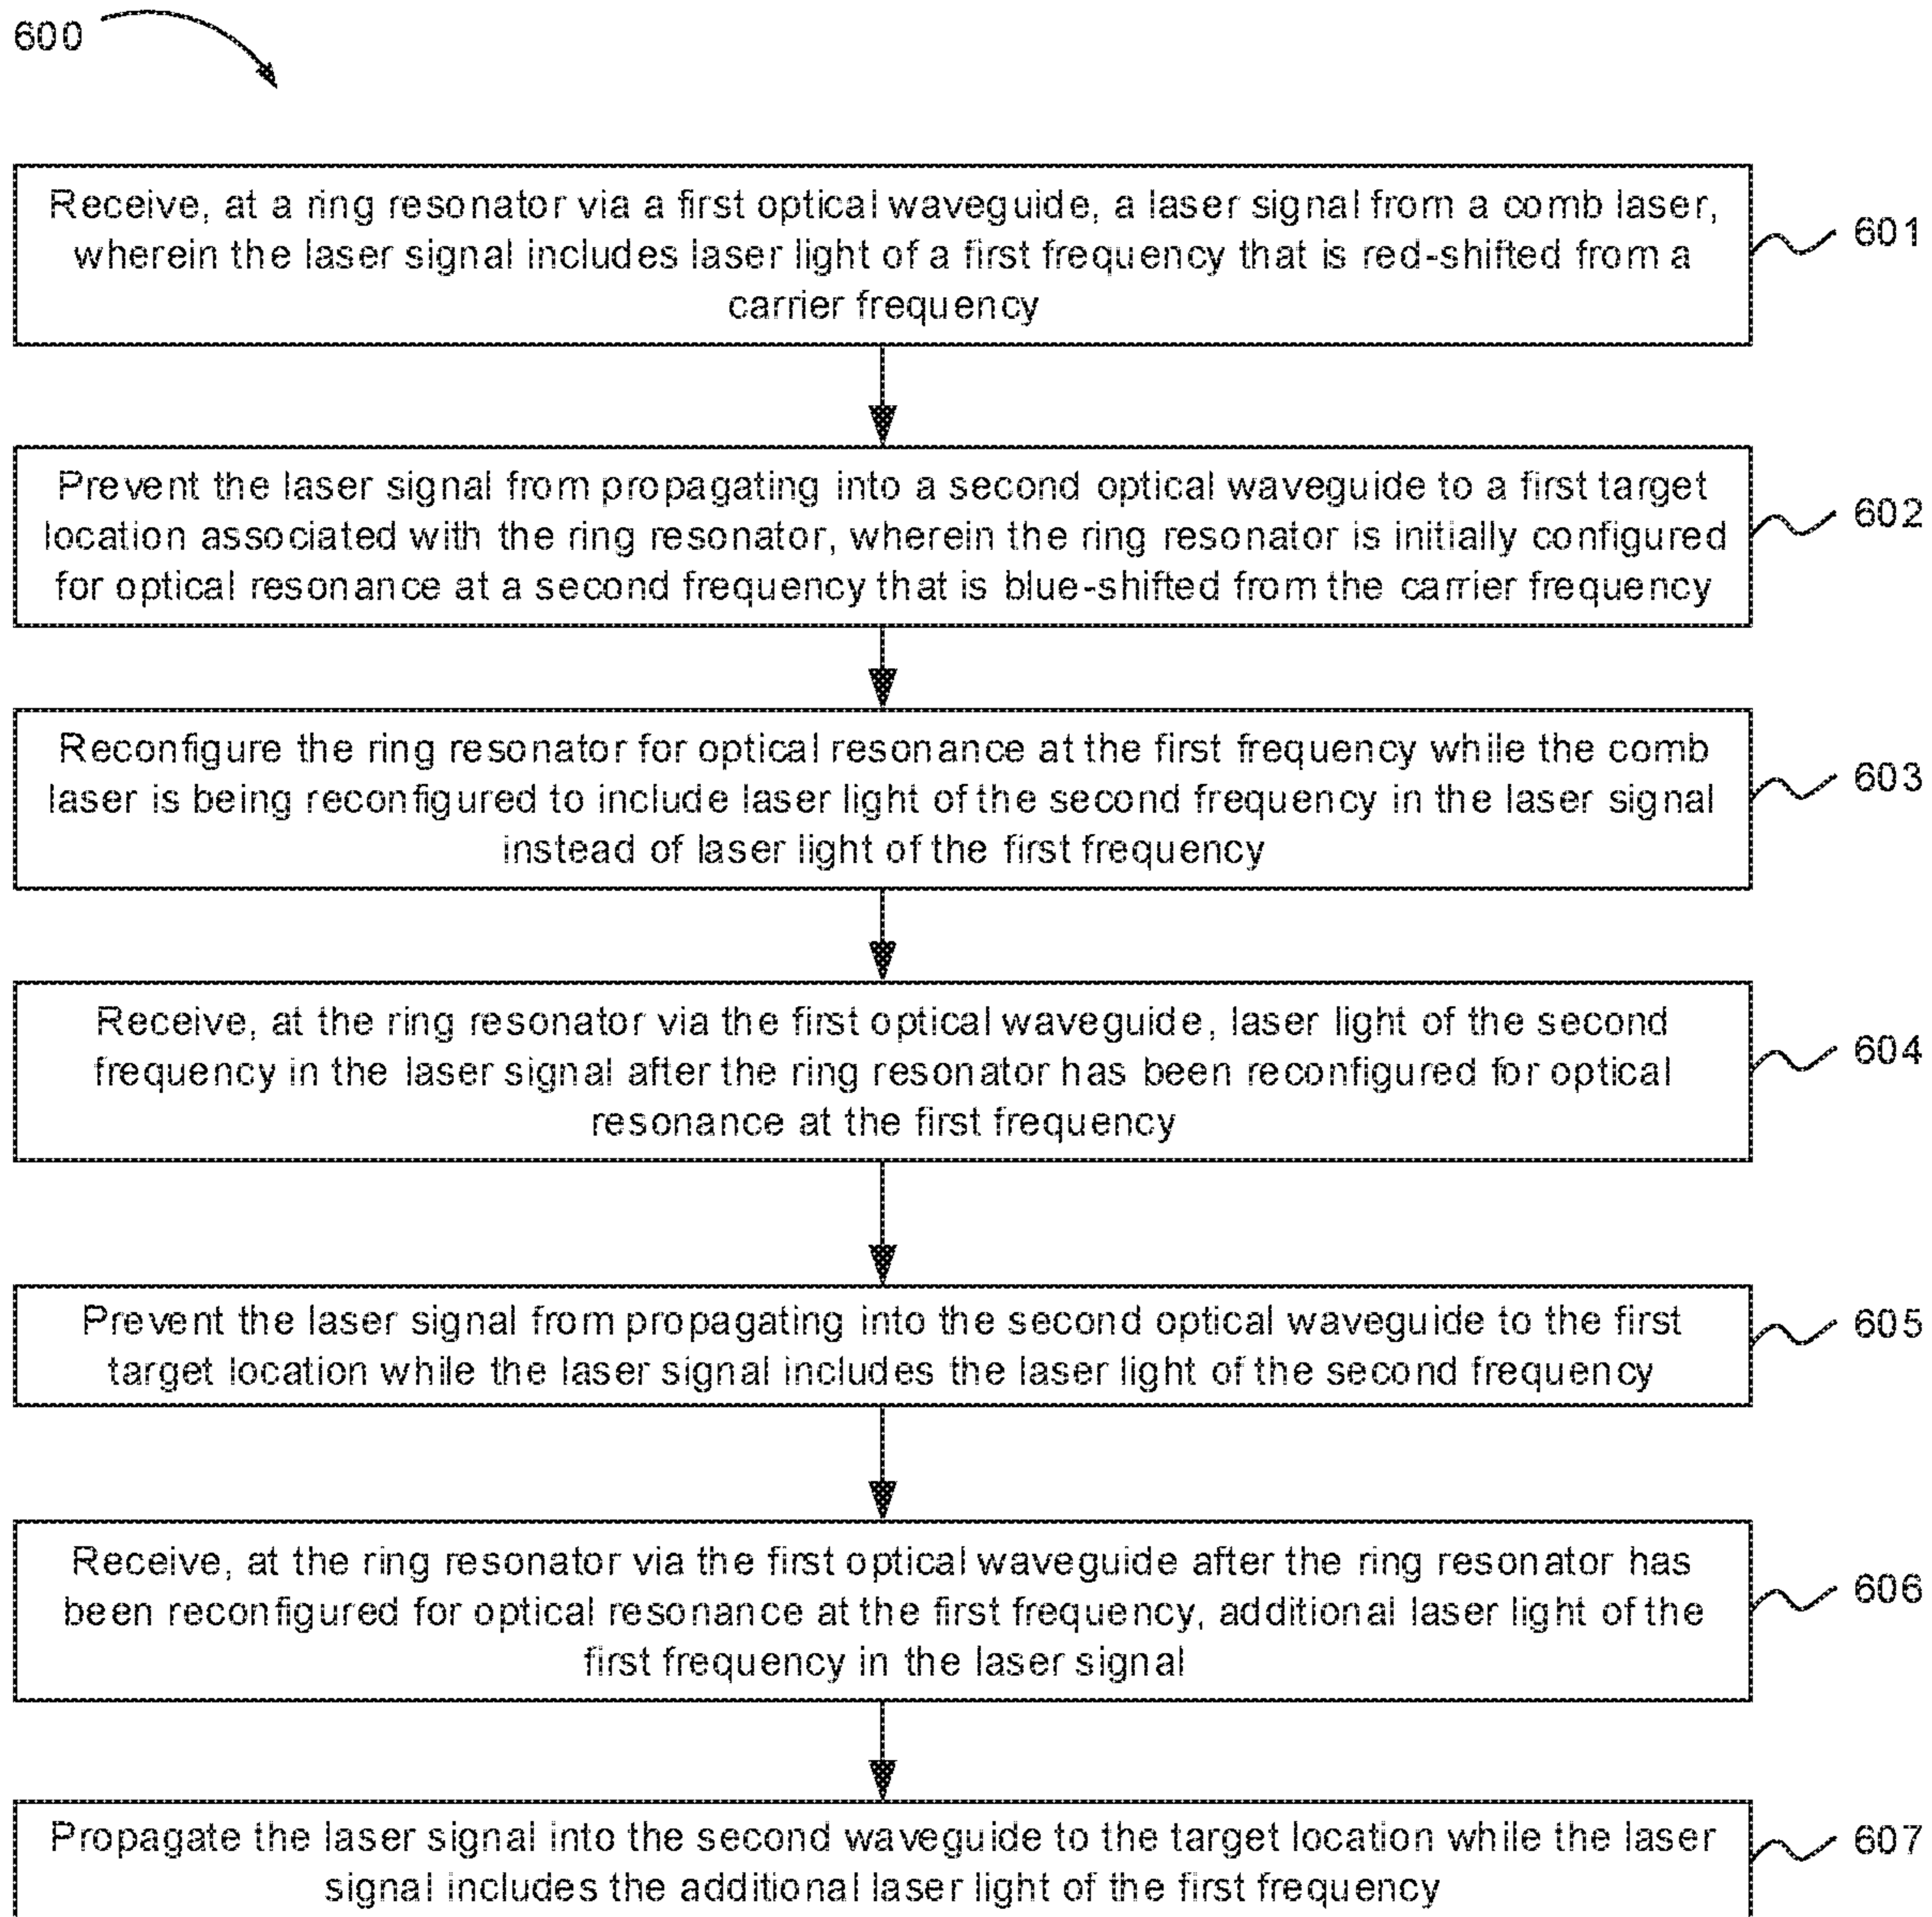 600
Receive, at a ring resonator via a first optical waveguide, a laser signal from a comb laser,
wherein the laser signal includes laser light of a first frequency that is red-shifted from a
carrier frequency
601
Prevent the laser signal from propagating into a second optical waveguide to a first target
location associated with the ring resonator, wherein the ring resonator is initially configured
for optical resonance at a second frequency that is blue-shifted from the carrier frequency
602
Reconfigure the ring resonator for optical resonance at the first frequency while the comb
laser is being reconfigured to include laser light of the second frequency in the laser signal
instead of laser light of the first frequency
603
Receive, at the ring resonator via the first optical waveguide, laser light of the second
frequency in the laser signal after the ring resonator has been reconfigured for optical
resonance at the first frequency
604
Prevent the laser signal from propagating into the second optical waveguide to the first
target location while the laser signal includes the laser light of the second frequency
605
Receive, at the ring resonator via the first optical waveguide after the ring resonator has
been reconfigured for optical resonance at the first frequency, additional laser light of the
first frequency in the laser signal
606
Propagate the laser signal into the second waveguide to the target location while the laser
signal includes the additional laser light of the first frequency
607